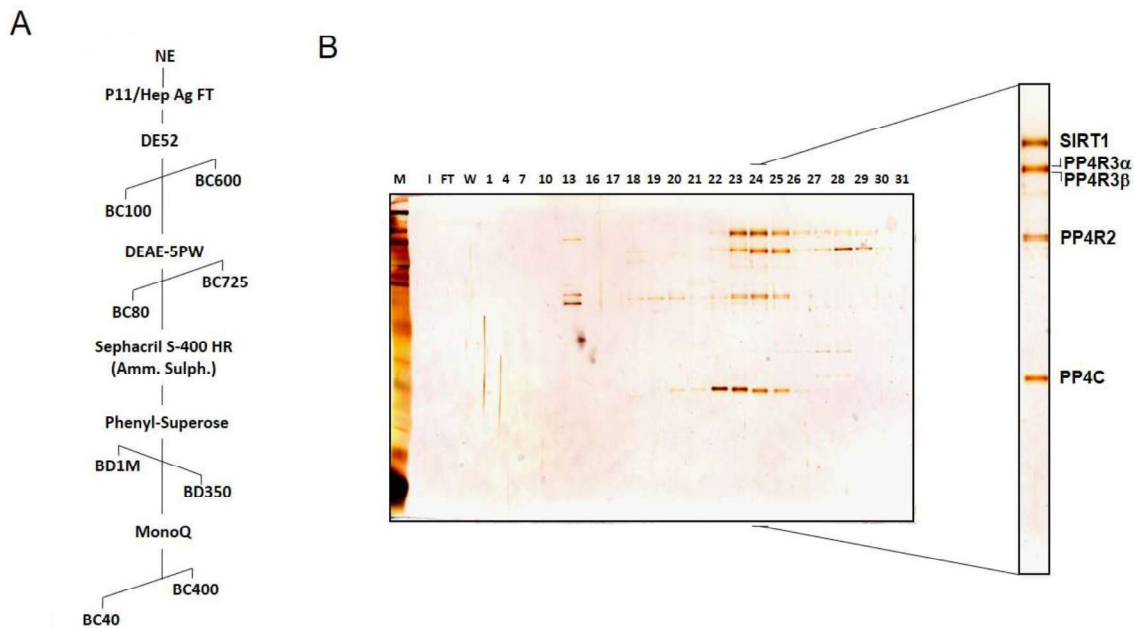 A
NE
P11/Hep Ag FT
DE52
BC600
BC100
DEAE-5PW
BC725
BC80
Sephacril S-400 HR
(Amm. Sulph.)
Phenyl-Superose
BD1M
BD350
MonoQ
BC400
BC40
B
M I FT W 1 4 7 10 13 16 17 18 19 20 21 22 23 24 25 26 27 28 29 30 31
SIRT1
PP4R3α
PP4R3β
PP4R2
PP4C